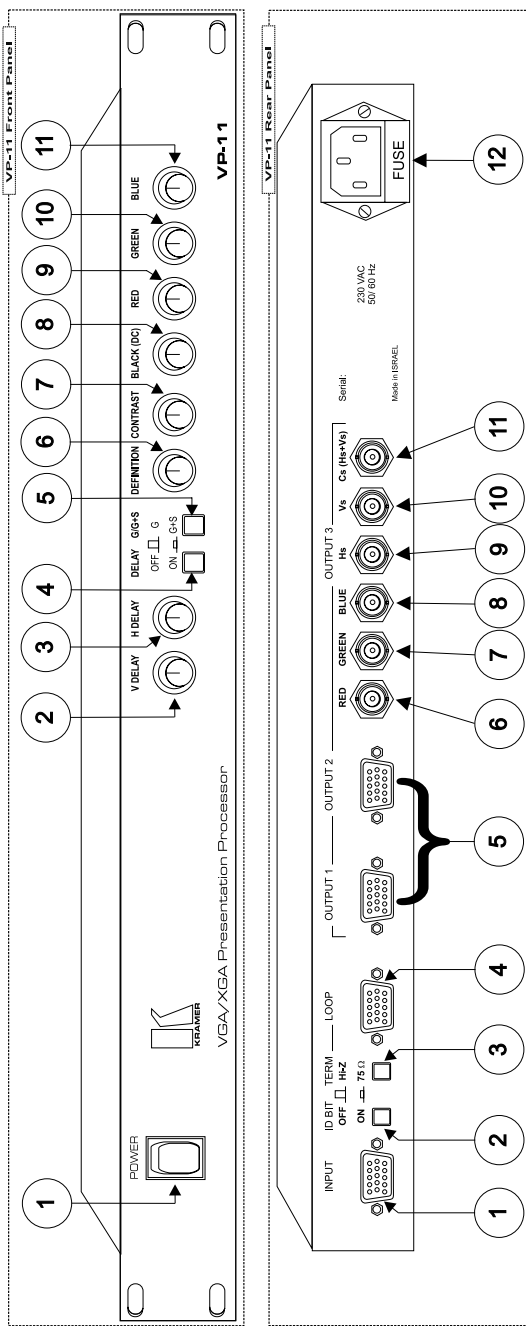 VP-11 Front Panel
1
2
3
4
5
6
7
8
9
10
11
POWER
V DELAY
H DELAY
DELAY
G/G+S
OFF
G
ON
G+S
DEFINITION
CONTRAST
BLACK (DC)
RED
GREEN
BLUE
KRAMER
VGA/XGA Presentation Processor
VP-11
VP-11 Rear Panel
INPUT
ID BIT
TERM
OFF
Hi-Z
ON
75 Ω
LOOP
OUTPUT 1
OUTPUT 2
OUTPUT 3
RED
GREEN
BLUE
Hs
Vs
Cs (Hs+Vs)
Serial:
Made in ISRAEL
230 VAC
50/ 60 Hz
FUSE
1
2
3
4
5
6
7
8
9
10
11
12